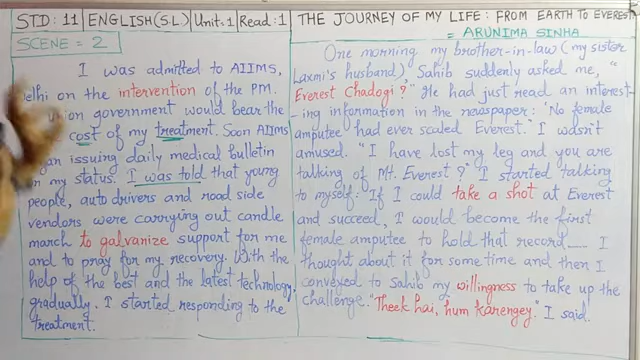 STD: 11 ENGLISH (S.L.) Unit: 1 Read: 1 THE JOURNEY OF MY LIFE: FROM EARTH TO EVEREST
= ARUNIMA SINHA
SCENE = 2
I was admitted to AIIMS,
elhi on the intervention of the PM.
government would bear the
cost of my treatment. Soon AIIMS
issuing daily medical bulletin
on my status. I was told that young
people, auto drivers and road side
vendors were carrying out candle
march to galvanize support for me
and to pray for my recovery. With the
help of the best and the latest technology,
gradually. I started responding to the
treatment.
One morning my brother-in-law (my sister
Laxmi's husband), Sahib suddenly asked me, "
Everest Chadogi?" He had just read an interest-
-ing information in the newspaper: 'No female
amputee had ever scaled Everest.' I wasn't
amused. "I have lost my leg and you are
talking of Mt. Everest?" I started talking
to myself. If I could take a shot at Everest
and succeed, I would become the first
female amputee to hold that record...... I
thought about it for some time and then I
conveyed to Sahib my willingness to take up the
challenge. "Theek hai, hum karengey." I said.